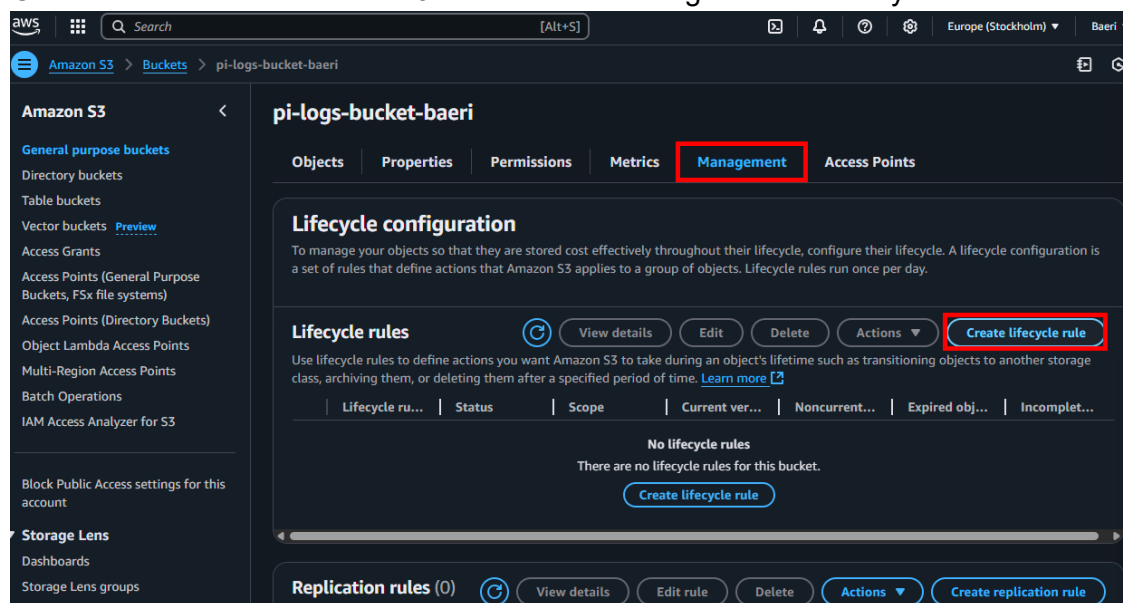 aws
Search [Alt+S]
Europe (Stockholm) ▼ Baeri
Amazon S3 > Buckets > pi-logs-bucket-baeri
Amazon S3
General purpose buckets
Directory buckets
Table buckets
Vector buckets Preview
Access Grants
Access Points (General Purpose
Buckets, FSx file systems)
Access Points (Directory Buckets)
Object Lambda Access Points
Multi-Region Access Points
Batch Operations
IAM Access Analyzer for S3
Block Public Access settings for this
account
Storage Lens
Dashboards
Storage Lens groups
pi-logs-bucket-baeri
Objects Properties Permissions Metrics Management Access Points
Lifecycle configuration
To manage your objects so that they are stored cost effectively throughout their lifecycle, configure their lifecycle. A lifecycle configuration is
a set of rules that define actions that Amazon S3 applies to a group of objects. Lifecycle rules run once per day.
Lifecycle rules View details Edit Delete Actions ▼ Create lifecycle rule
Use lifecycle rules to define actions you want Amazon S3 to take during an object's lifetime such as transitioning objects to another storage
class, archiving them, or deleting them after a specified period of time. Learn more
Lifecycle ru... Status Scope Current ver... Noncurrent... Expired obj... Incomplet...
No lifecycle rules
There are no lifecycle rules for this bucket.
Create lifecycle rule
Replication rules (0) View details Edit rule Delete Actions ▼ Create replication rule